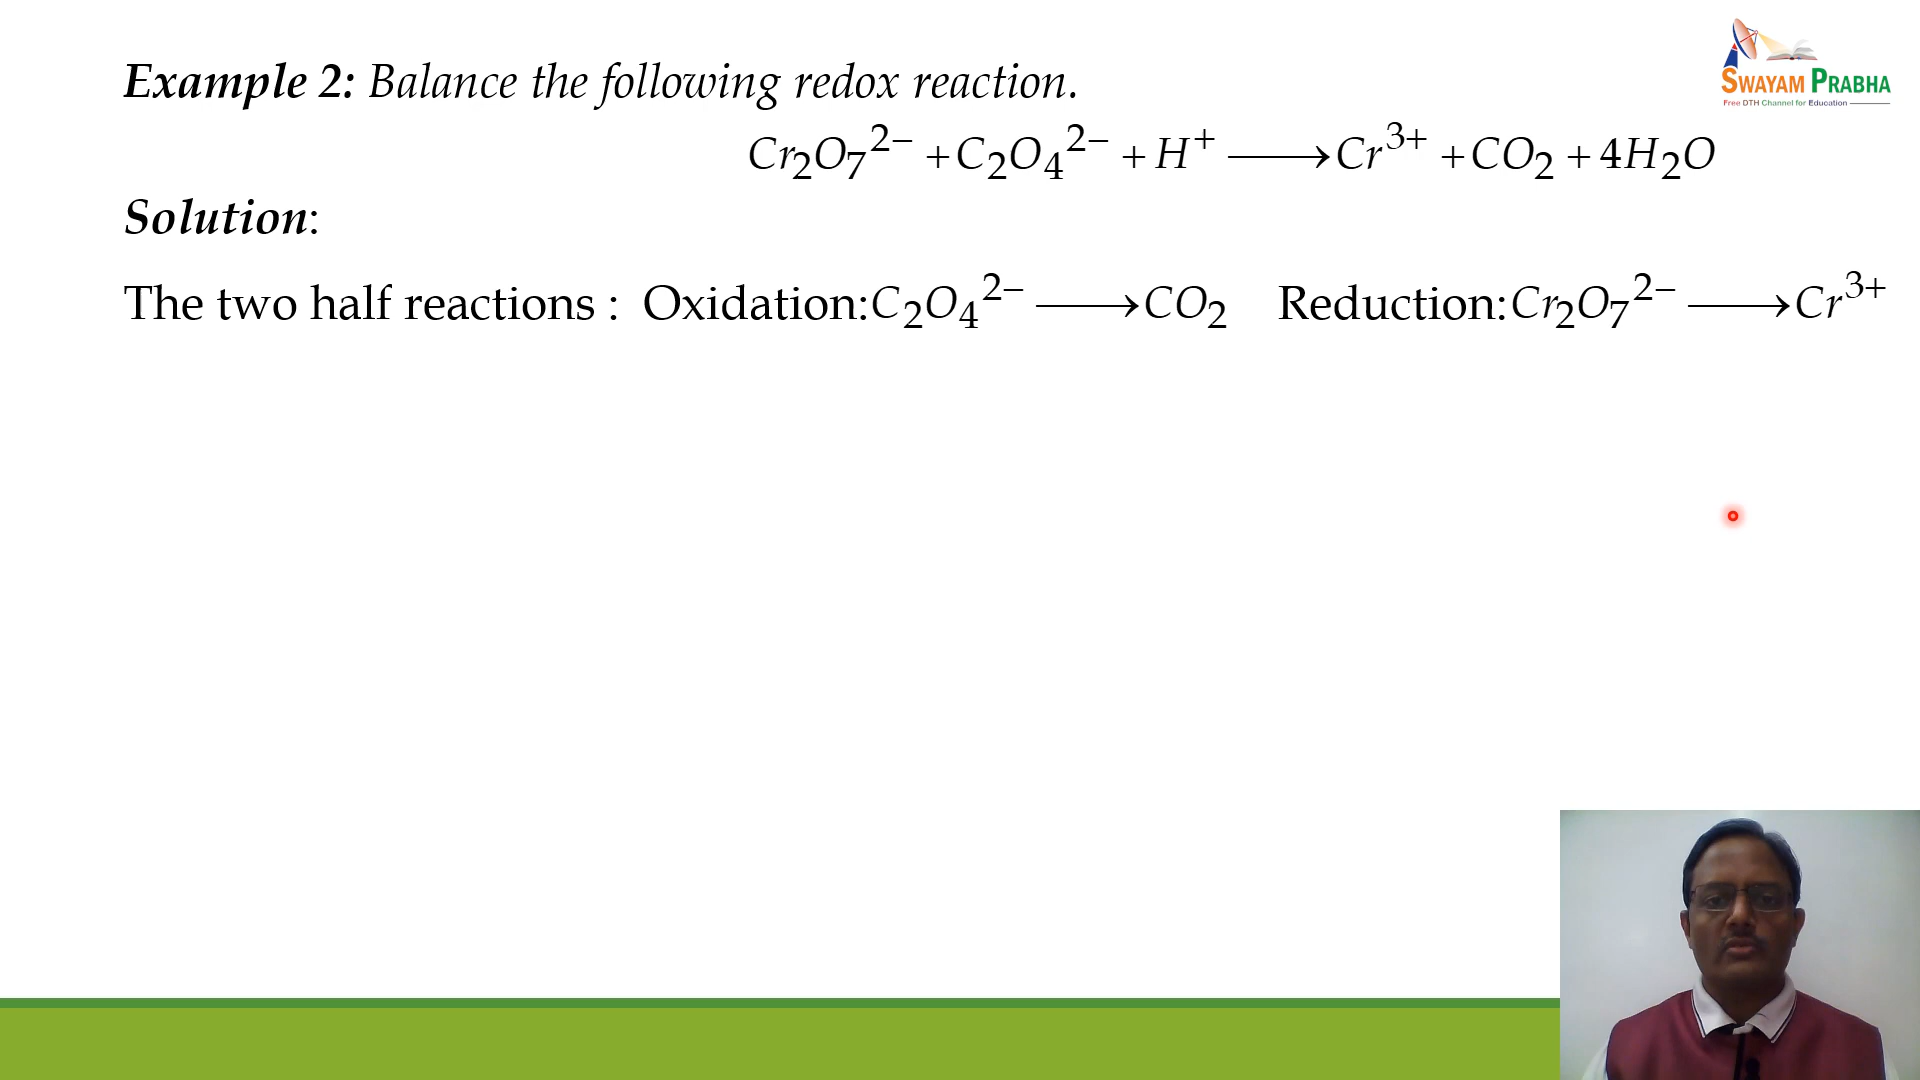 SWAYAM PRABHA
Free DTH Channel for Education
Example 2: Balance the following redox reaction.
Cr₂O₇²⁻ + C₂O₄²⁻ + H⁺ ⟶ Cr³⁺ + CO₂ + 4H₂O
Solution:
The two half reactions : Oxidation: C₂O₄²⁻ ⟶ CO₂ Reduction: Cr₂O₇²⁻ ⟶ Cr³⁺